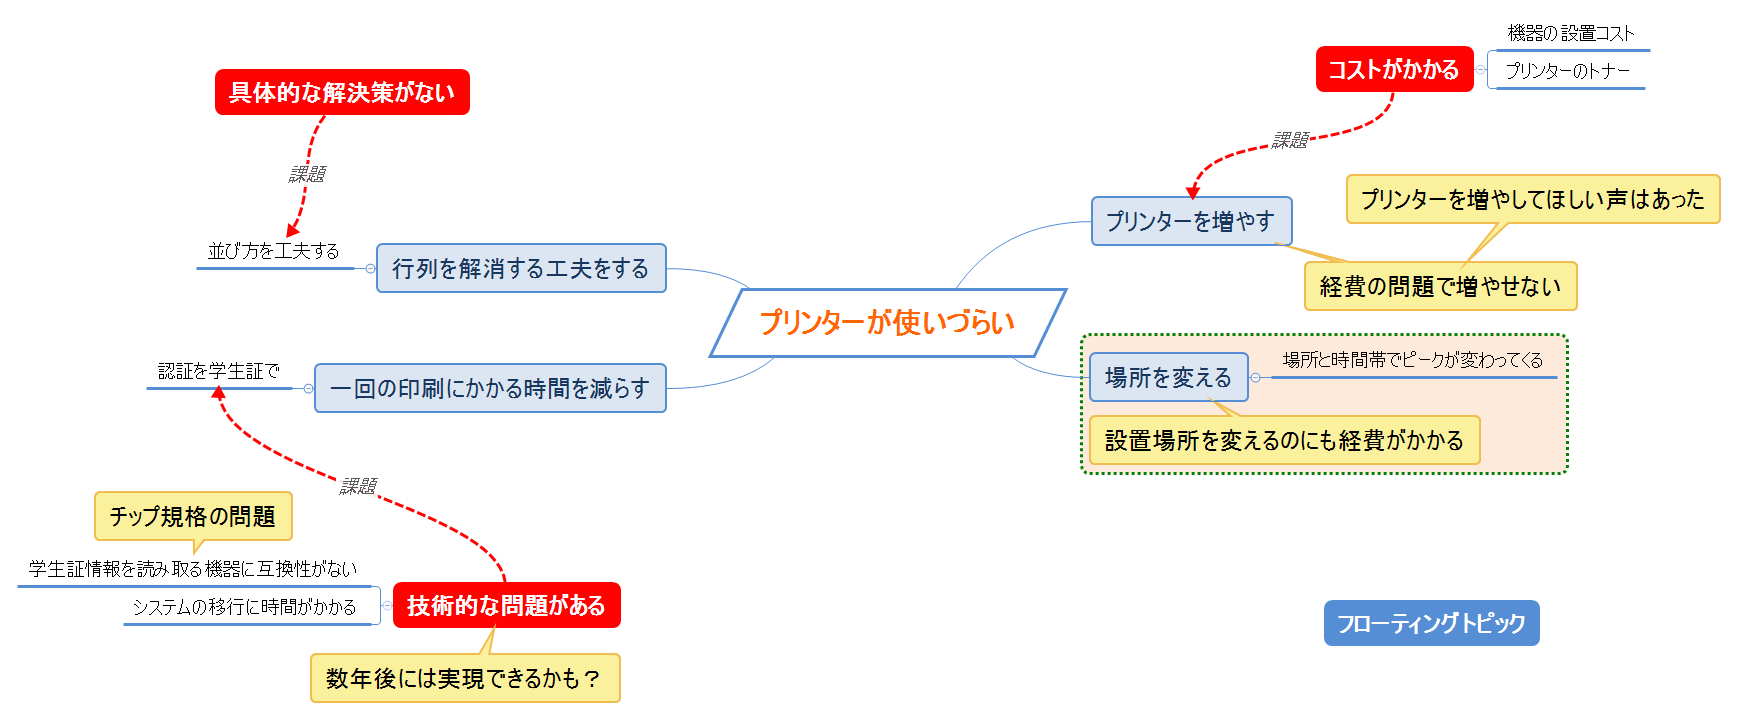 機器の設置コスト
コストがかかる
プリンターのトナー
具体的な解決策がない
課題
課題
プリンターを増やしてほしい声はあった
プリンターを増やす
並び方を工夫する
行列を解消する工夫をする
経費の問題で増やせない
プリンターが使いづらい
場所と時間帯でピークが変わってくる
認証を学生証で
場所を変える
一回の印刷にかかる時間を減らす
設置場所を変えるのにも経費がかかる
課題
チップ規格の問題
学生証情報を読み取る機器に互換性がない
システムの移行に時間がかかる
技術的な問題がある
フローティングトピック
数年後には実現できるかも？